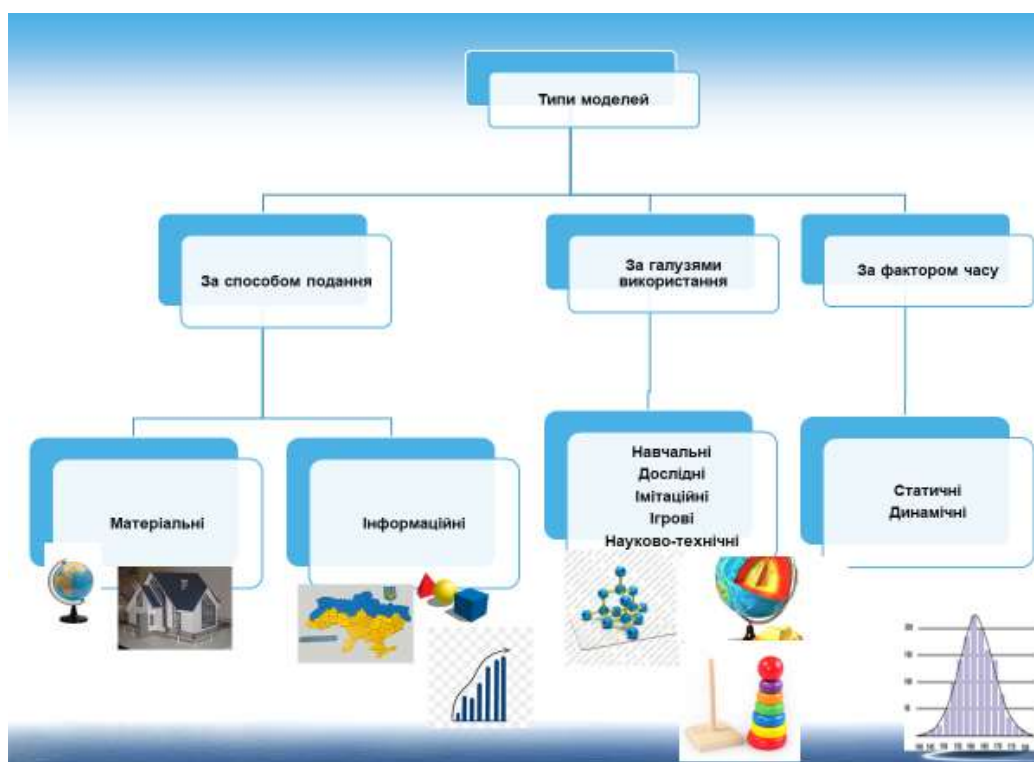 Типи моделей
За способом подання
За галузями
використання
За фактором часу
Матеріальні
Інформаційні
Навчальні
Дослідні
Імітаційні
Ігрові
Науково-технічні
Статичні
Динамічні